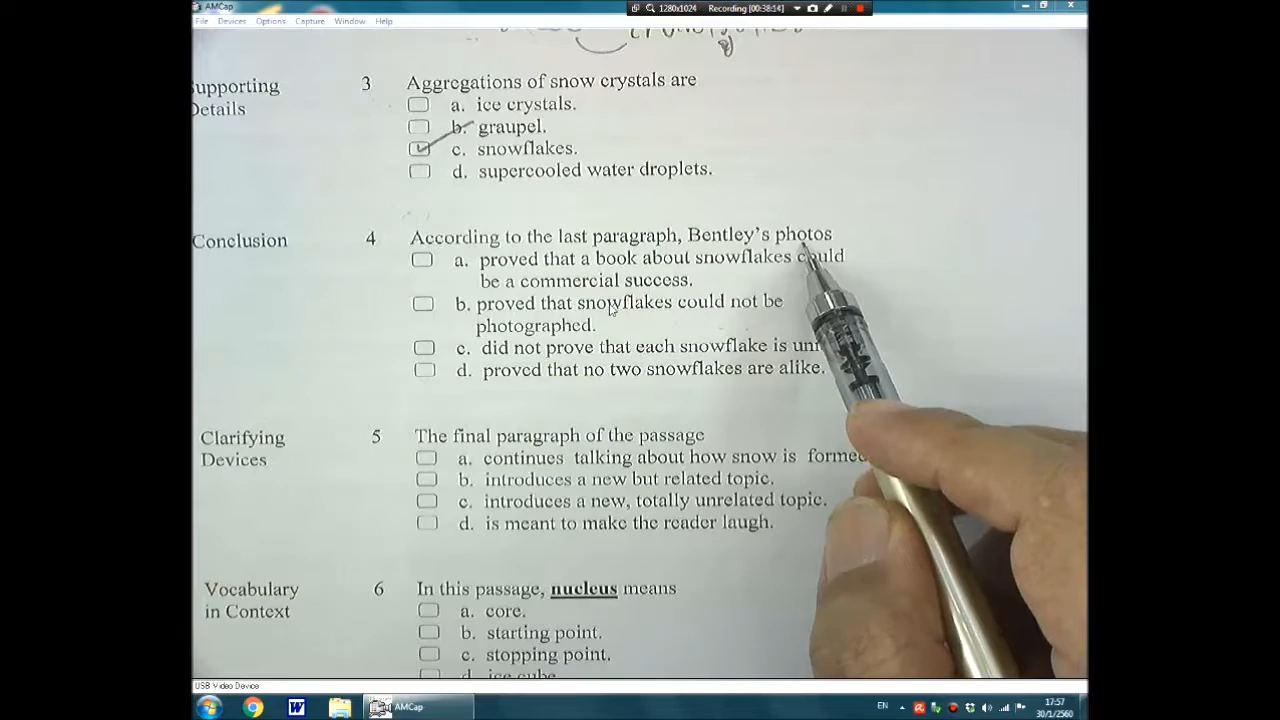 AMCap
1280x1024 Recording [00:38:14]
File Devices Options Capture Window Help
Supporting
Details
3 Aggregations of snow crystals are
a. ice crystals.
b. graupel.
c. snowflakes.
d. supercooled water droplets.
Conclusion
4 According to the last paragraph, Bentley's photos
a. proved that a book about snowflakes could
be a commercial success.
b. proved that snowflakes could not be
photographed.
c. did not prove that each snowflake is
d. proved that no two snowflakes are alike.
Clarifying
Devices
5 The final paragraph of the passage
a. continues talking about how snow is formed
b. introduces a new but related topic.
c. introduces a new, totally unrelated topic.
d. is meant to make the reader laugh.
Vocabulary
in Context
6 In this passage, nucleus means
a. core.
b. starting point.
c. stopping point.
d. ice cube
USB Video Device
AMCap
EN
17:57
30/1/2560